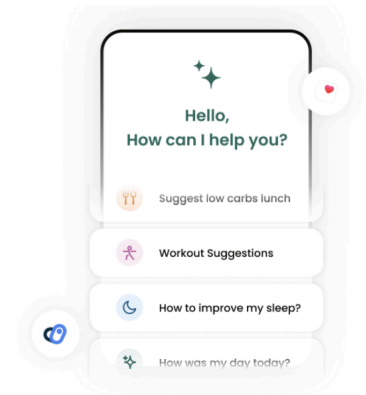 Hello,
How can I help you?
Suggest low carbs lunch
Workout Suggestions
How to improve my sleep?
How was my day today?